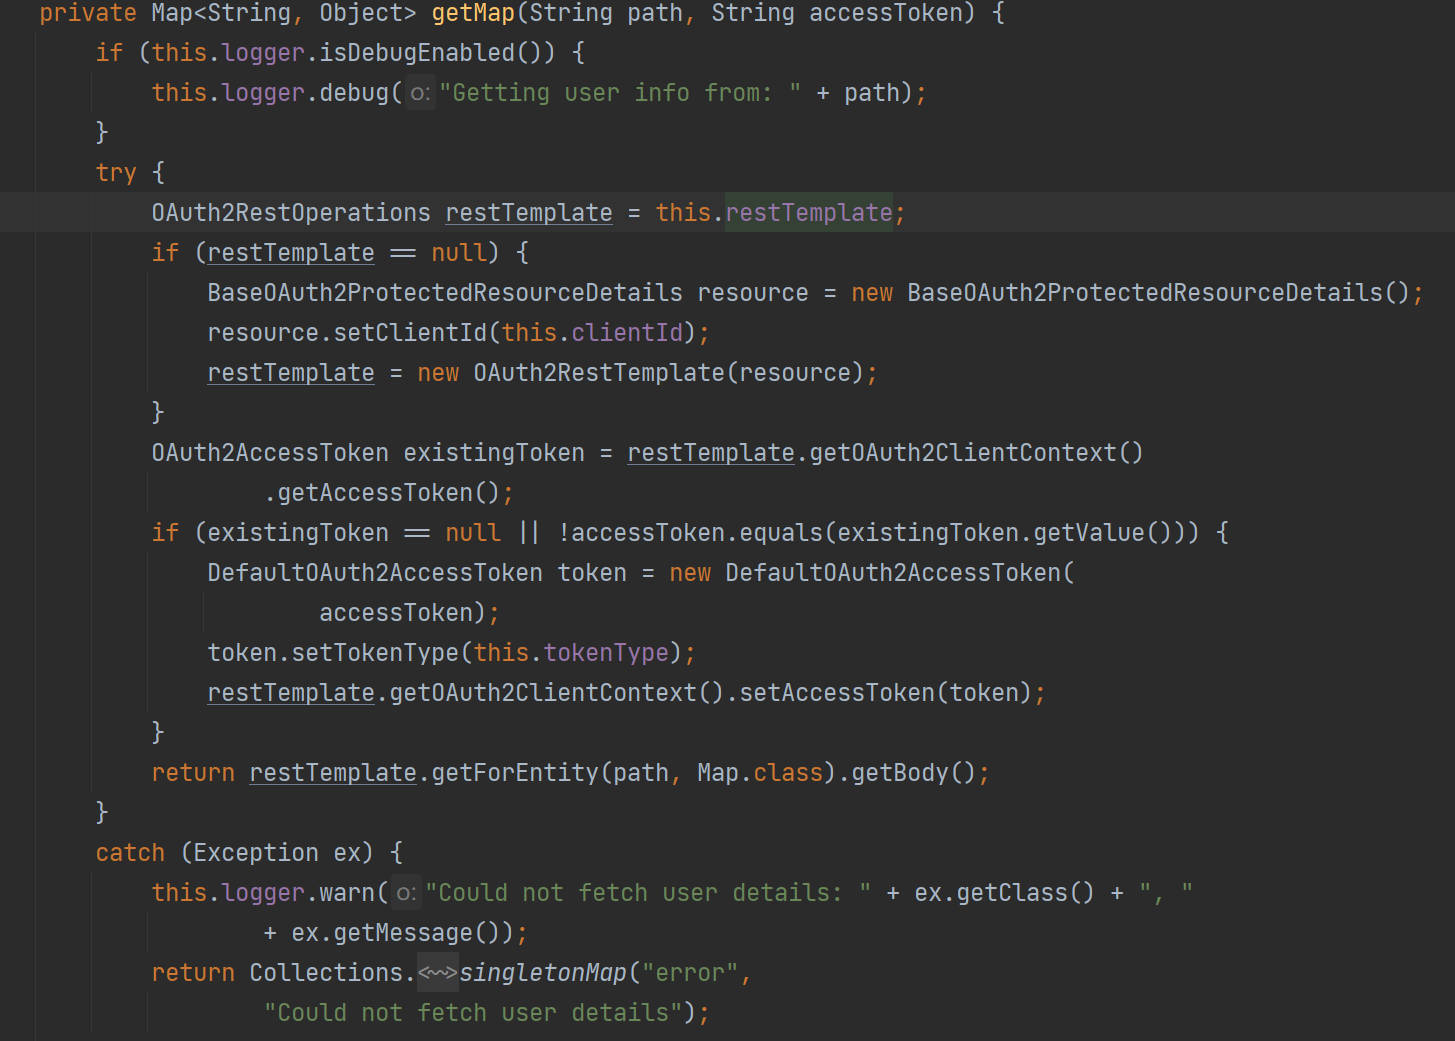 private Map<String, Object> getMap(String path, String accessToken) {
if (this.logger.isDebugEnabled()) {
this.logger.debug( o: "Getting user info from: " + path);
}
try {
OAuth2RestOperations restTemplate = this.restTemplate;
if (restTemplate == null) {
BaseOAuth2ProtectedResourceDetails resource = new BaseOAuth2ProtectedResourceDetails();
resource.setClientId(this.clientId);
restTemplate = new OAuth2RestTemplate(resource);
}
OAuth2AccessToken existingToken = restTemplate.getOAuth2ClientContext()
.getAccessToken();
if (existingToken == null || !accessToken.equals(existingToken.getValue())) {
DefaultOAuth2AccessToken token = new DefaultOAuth2AccessToken(
accessToken);
token.setTokenType(this.tokenType);
restTemplate.getOAuth2ClientContext().setAccessToken(token);
}
return restTemplate.getForEntity(path, Map.class).getBody();
}
catch (Exception ex) {
this.logger.warn( o: "Could not fetch user details: " + ex.getClass() + ", "
+ ex.getMessage());
return Collections.<~>singletonMap("error",
"Could not fetch user details");